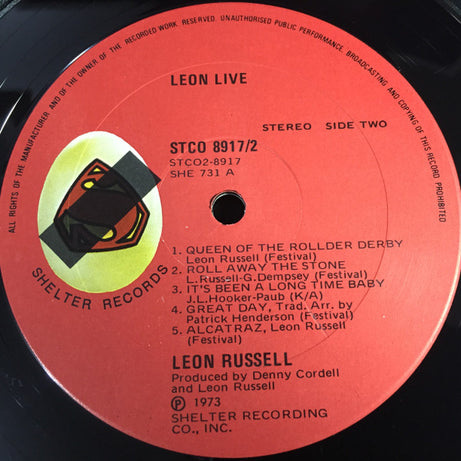 ALL RIGHTS OF THE MANUFACTURER AND OF THE OWNER OF THE RECORDED WORK RESERVED. UNAUTHORISED PUBLIC PERFORMANCE, BROADCASTING AND COPYING OF THIS RECORD PROHIBITED
LEON LIVE
STEREO SIDE TWO
STCO 8917/2
STCO2-8917
SHE 731 A
SHELTER RECORDS
1. QUEEN OF THE ROLLDER DERBY
Leon Russell (Festival)
2. ROLL AWAY THE STONE
L. Russell-G. Dempsey (Festival)
3. IT'S BEEN A LONG TIME BABY
J.L. Hooker-Paub (K/A)
4. GREAT DAY, Trad. Arr. by
Patrick Henderson (Festival)
5. ALCATRAZ, Leon Russell
(Festival)
LEON RUSSELL
Produced by Denny Cordell
and Leon Russell
Ⓟ 1973
SHELTER RECORDING
CO., INC.